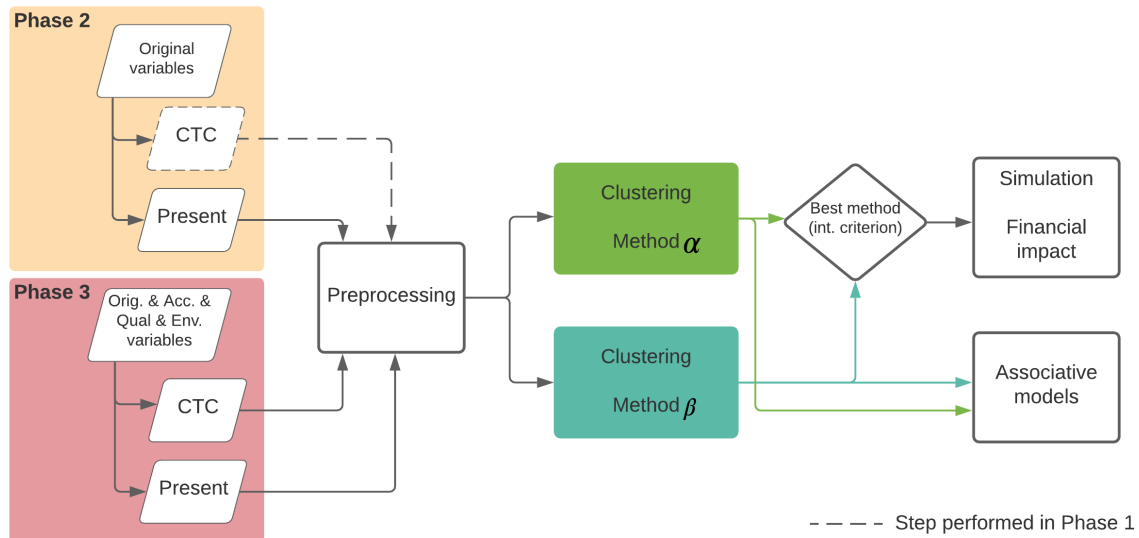 Phase 2
Original
variables
CTC
Present
Phase 3
Orig. & Acc. &
Qual & Env.
variables
CTC
Present
Preprocessing
Clustering
Method α
Clustering
Method β
Best method
(int. criterion)
Simulation
Financial
impact
Associative
models
Step performed in Phase 1